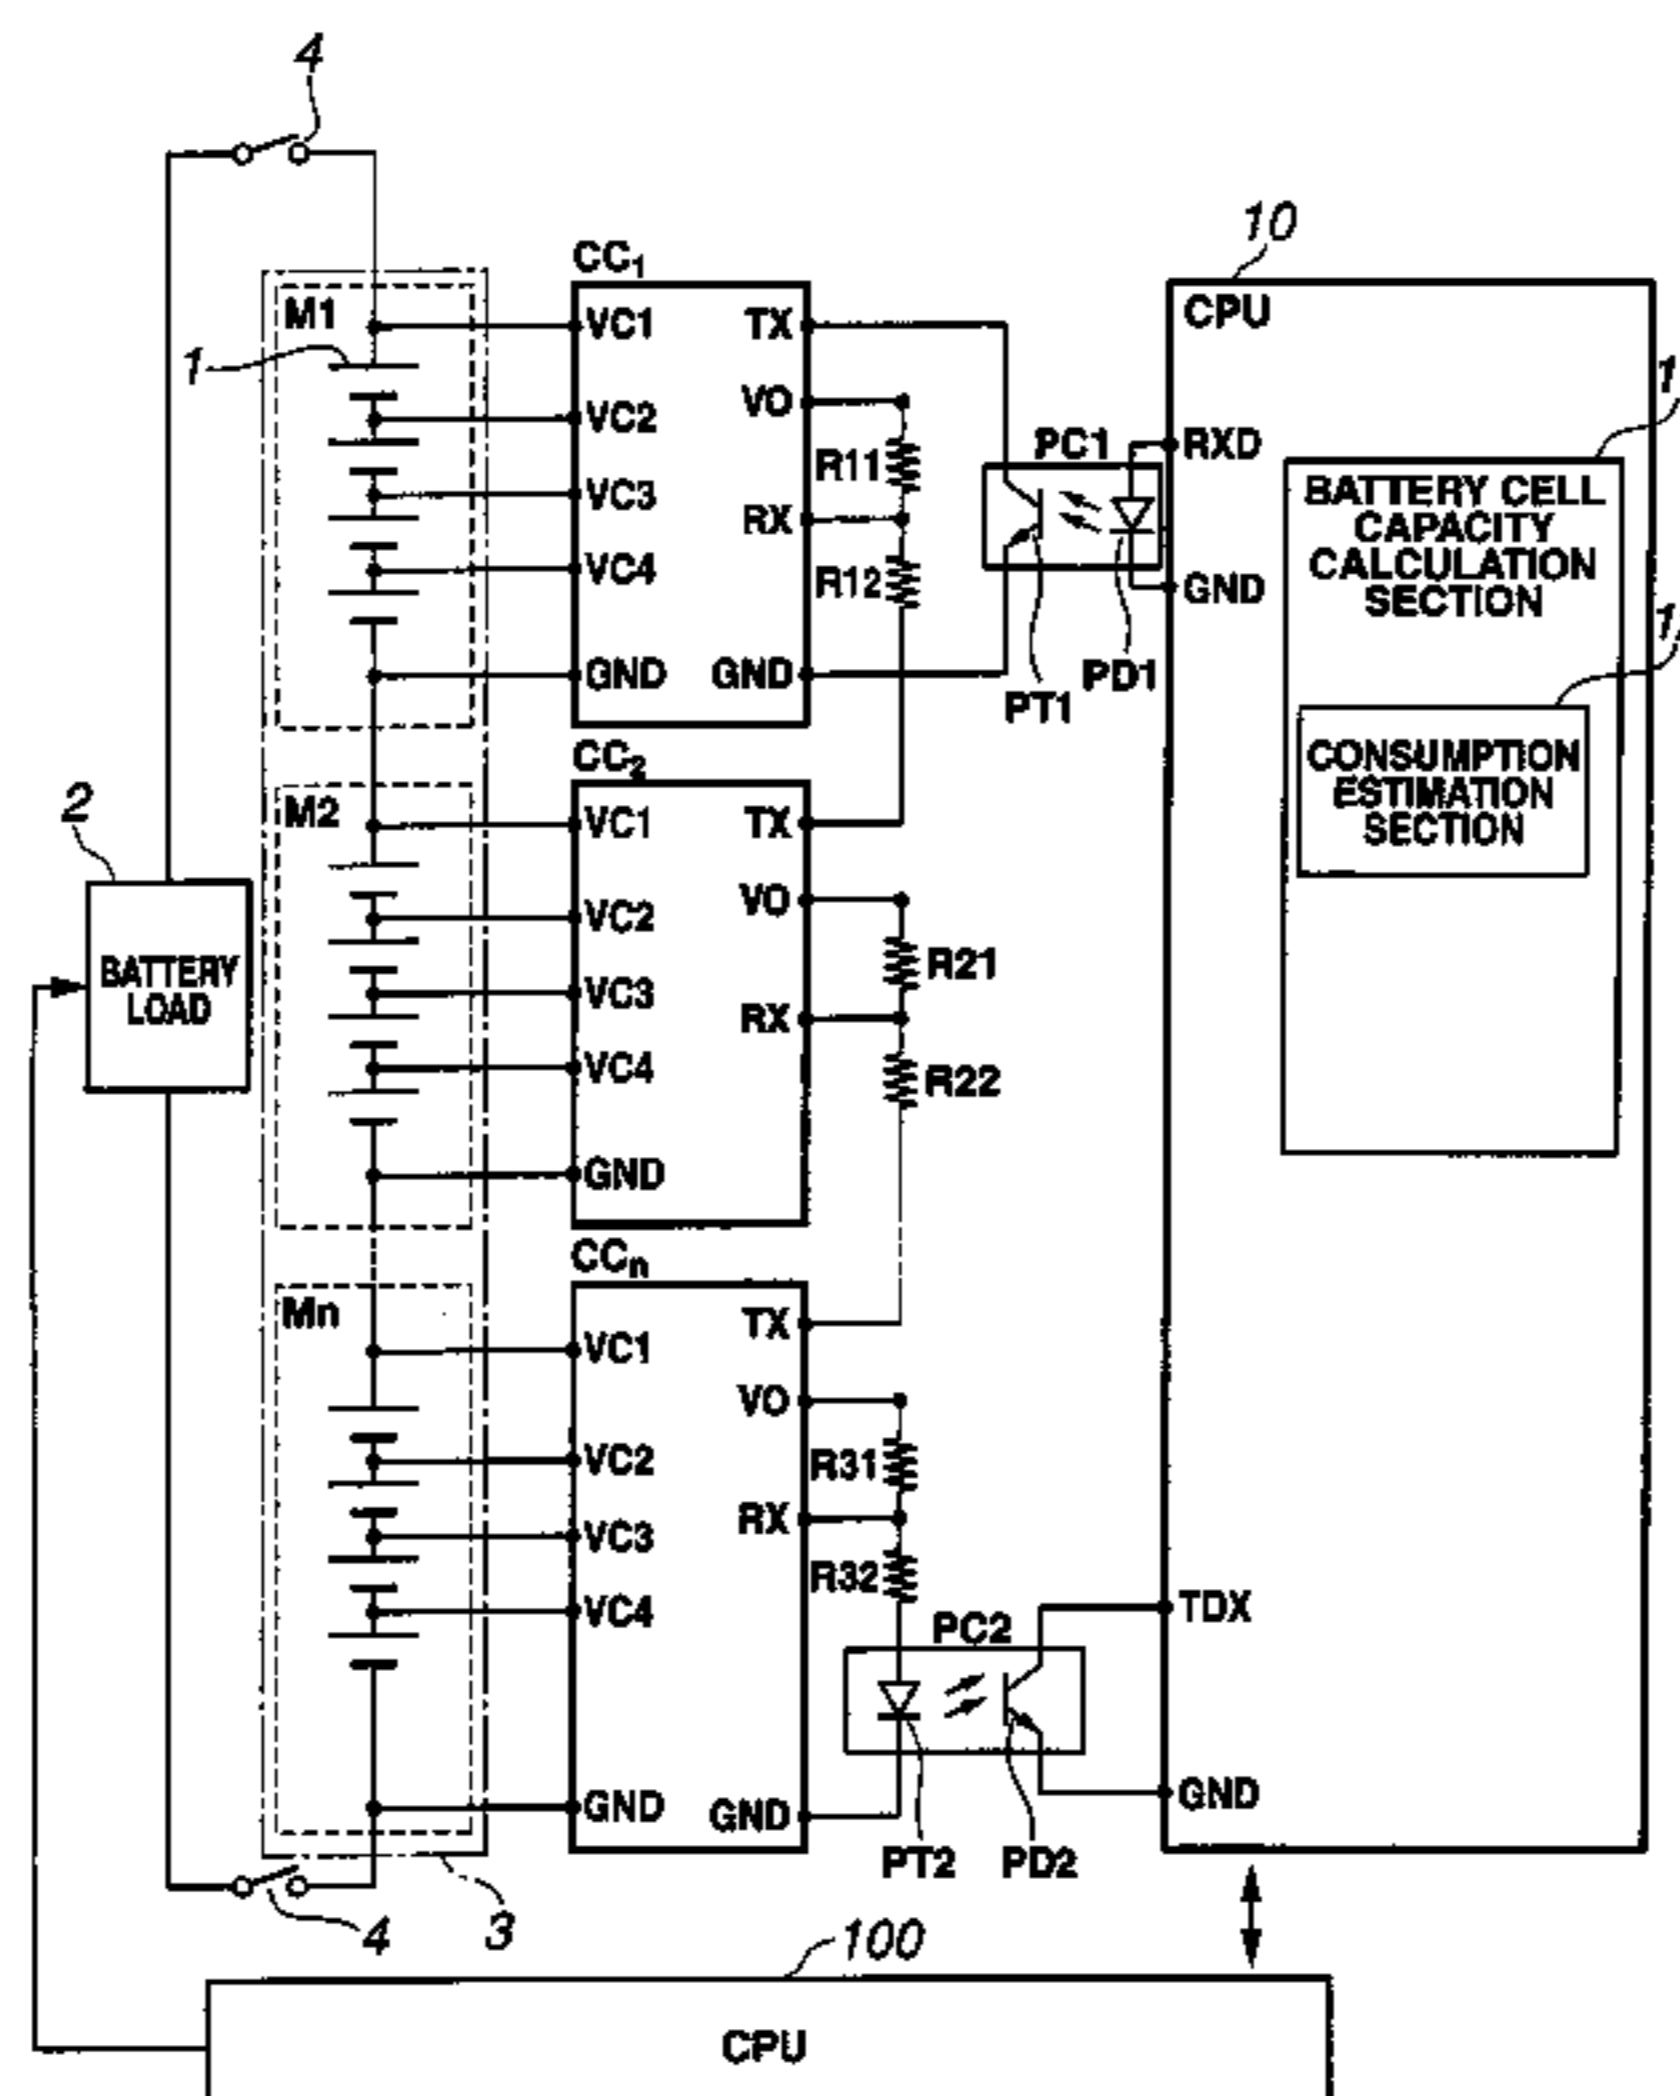 4
10
CC1
M1
VC1
TX
CPU
1
VC2
VO
R11
PC1
RXD
VC3
RX
BATTERY CELL
CAPACITY
CALCULATION
SECTION
VC4
R12
GND
GND
GND
PT1
PD1
CC2
M2
VC1
TX
CONSUMPTION
ESTIMATION
SECTION
2
VC2
VO
BATTERY
LOAD
VC3
R21
RX
VC4
R22
GND
CCn
Mn
TX
VC1
VO
VC2
R31
VC3
RX
R32
VC4
PC2
TDX
GND
GND
GND
PT2
PD2
4
3
100
CPU